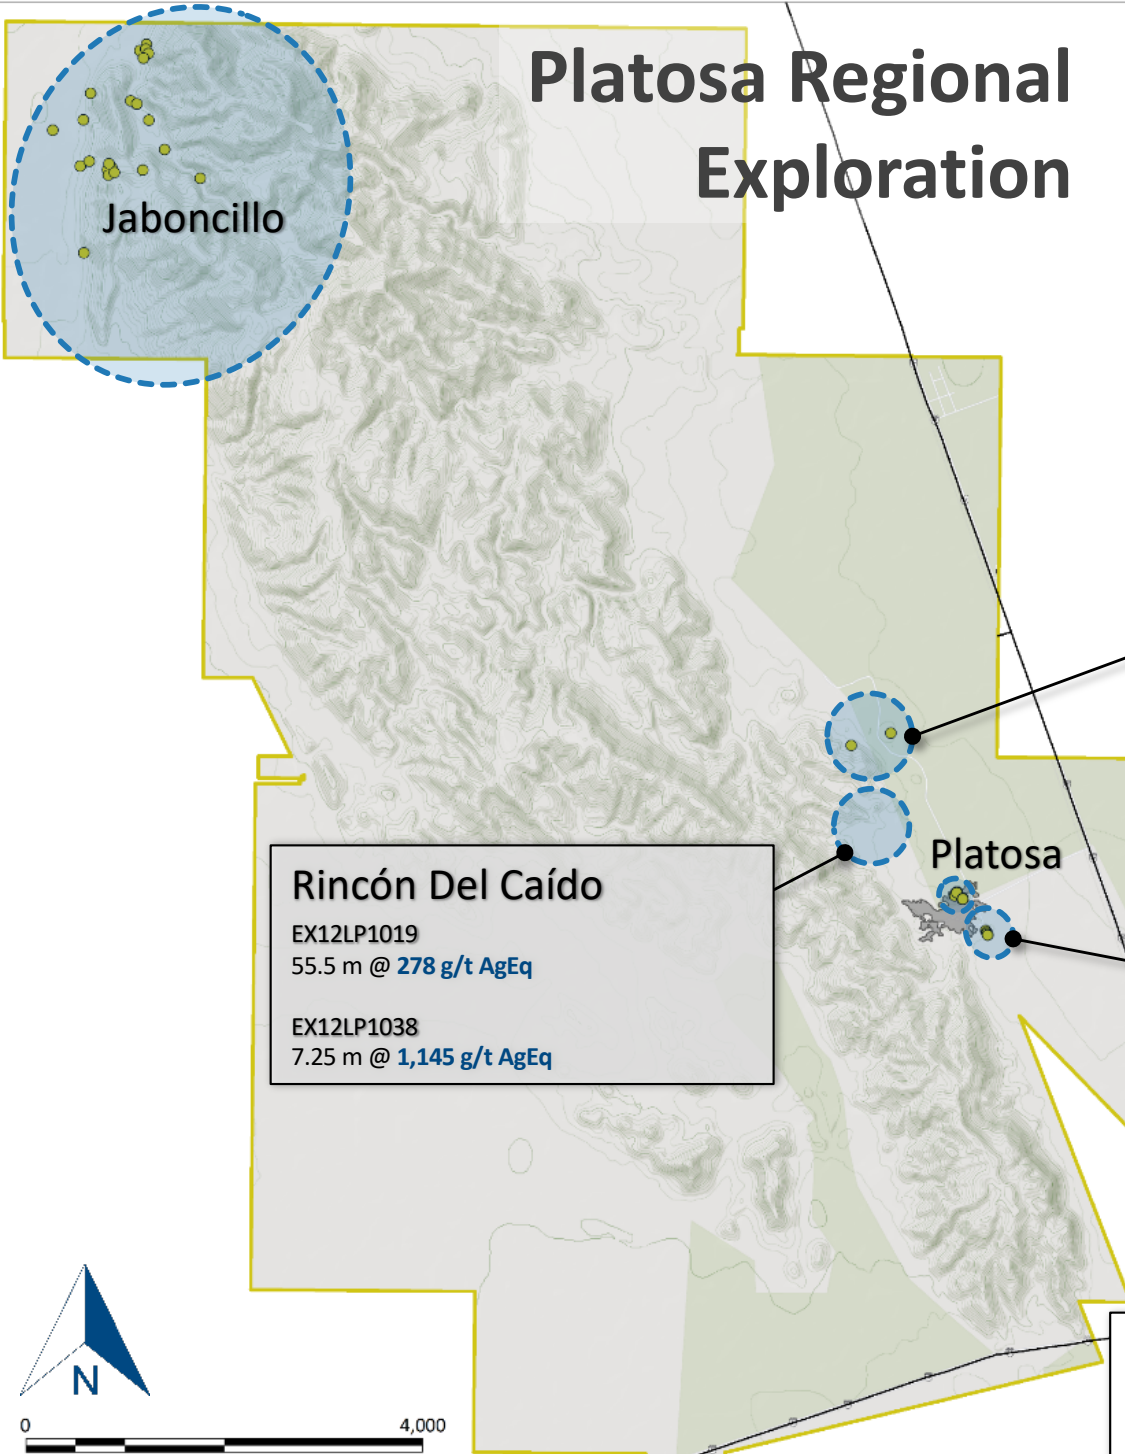 Platosa Regional
Exploration
Jaboncillo
Platosa
Rincón Del Caído
EX12LP1019
55.5 m @ 278 g/t AgEq
EX12LP1038
7.25 m @ 1,145 g/t AgEq
N
0 4,000